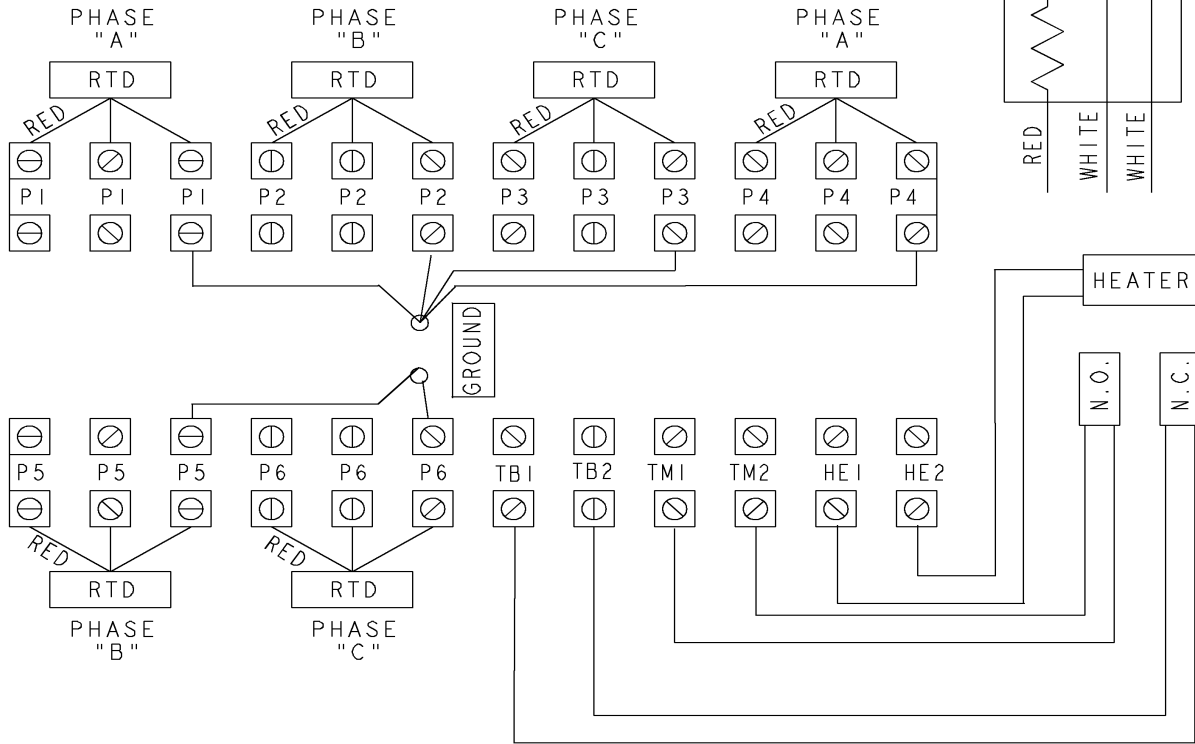 PHASE "A"
PHASE "B"
PHASE "C"
PHASE "A"
RTD
RTD
RTD
RTD
RED
RED
RED
RED
RED
WHITE
WHITE
P1 P1 P1 P2 P2 P2 P3 P3 P3 P4 P4 P4
HEATER
GROUND
N.O.
N.C.
P5 P5 P5 P6 P6 P6 TB1 TB2 TM1 TM2 HE1 HE2
RED
RED
RTD
RTD
PHASE "B"
PHASE "C"